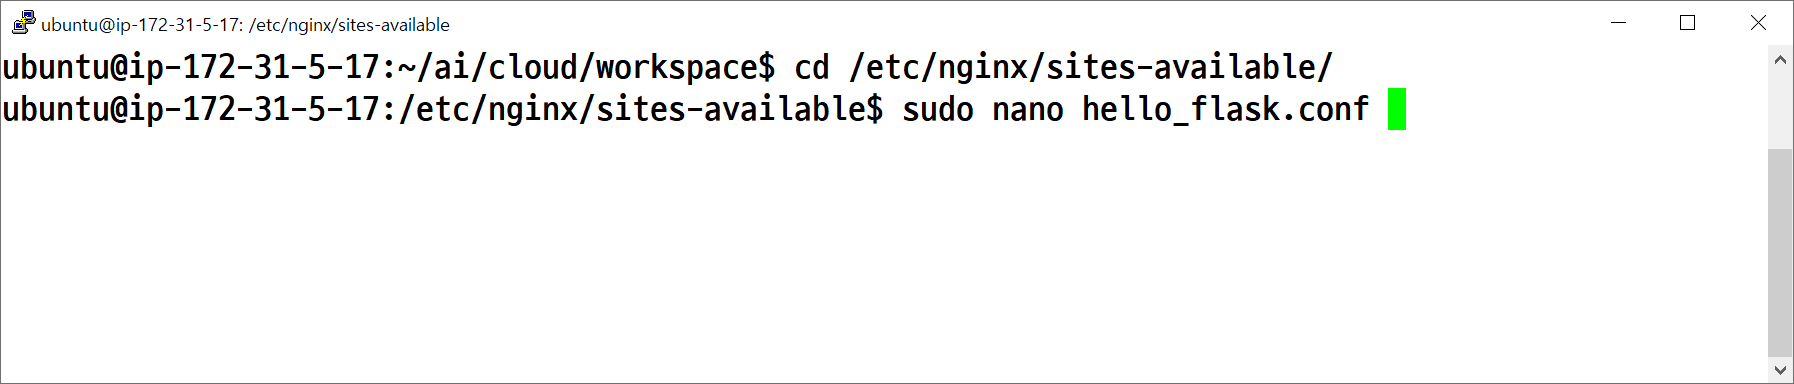 ubuntu@ip-172-31-5-17: /etc/nginx/sites-available
ubuntu@ip-172-31-5-17:~/ai/cloud/workspace$ cd /etc/nginx/sites-available/
ubuntu@ip-172-31-5-17:/etc/nginx/sites-available$ sudo nano hello_flask.conf